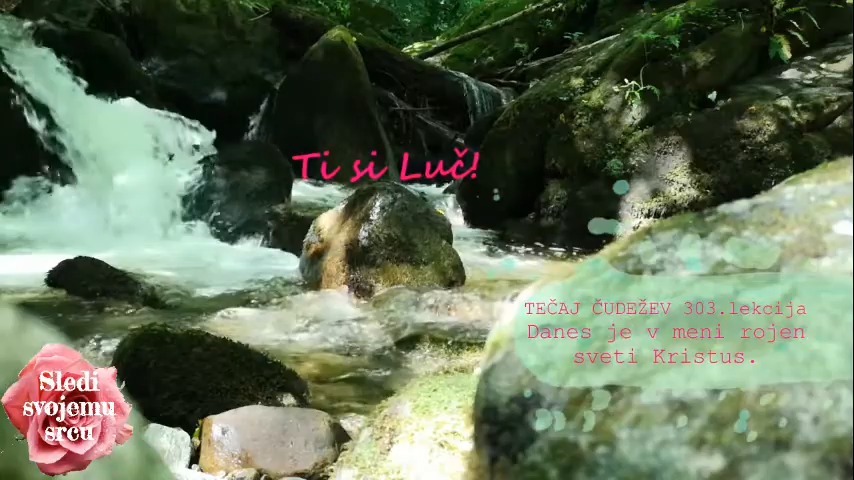 Ti si Luč!
TEČAJ ČUDEŽEV 303.lekcija
Danes je v meni rojen
sveti Kristus.
Sledi
svojemu
srcu